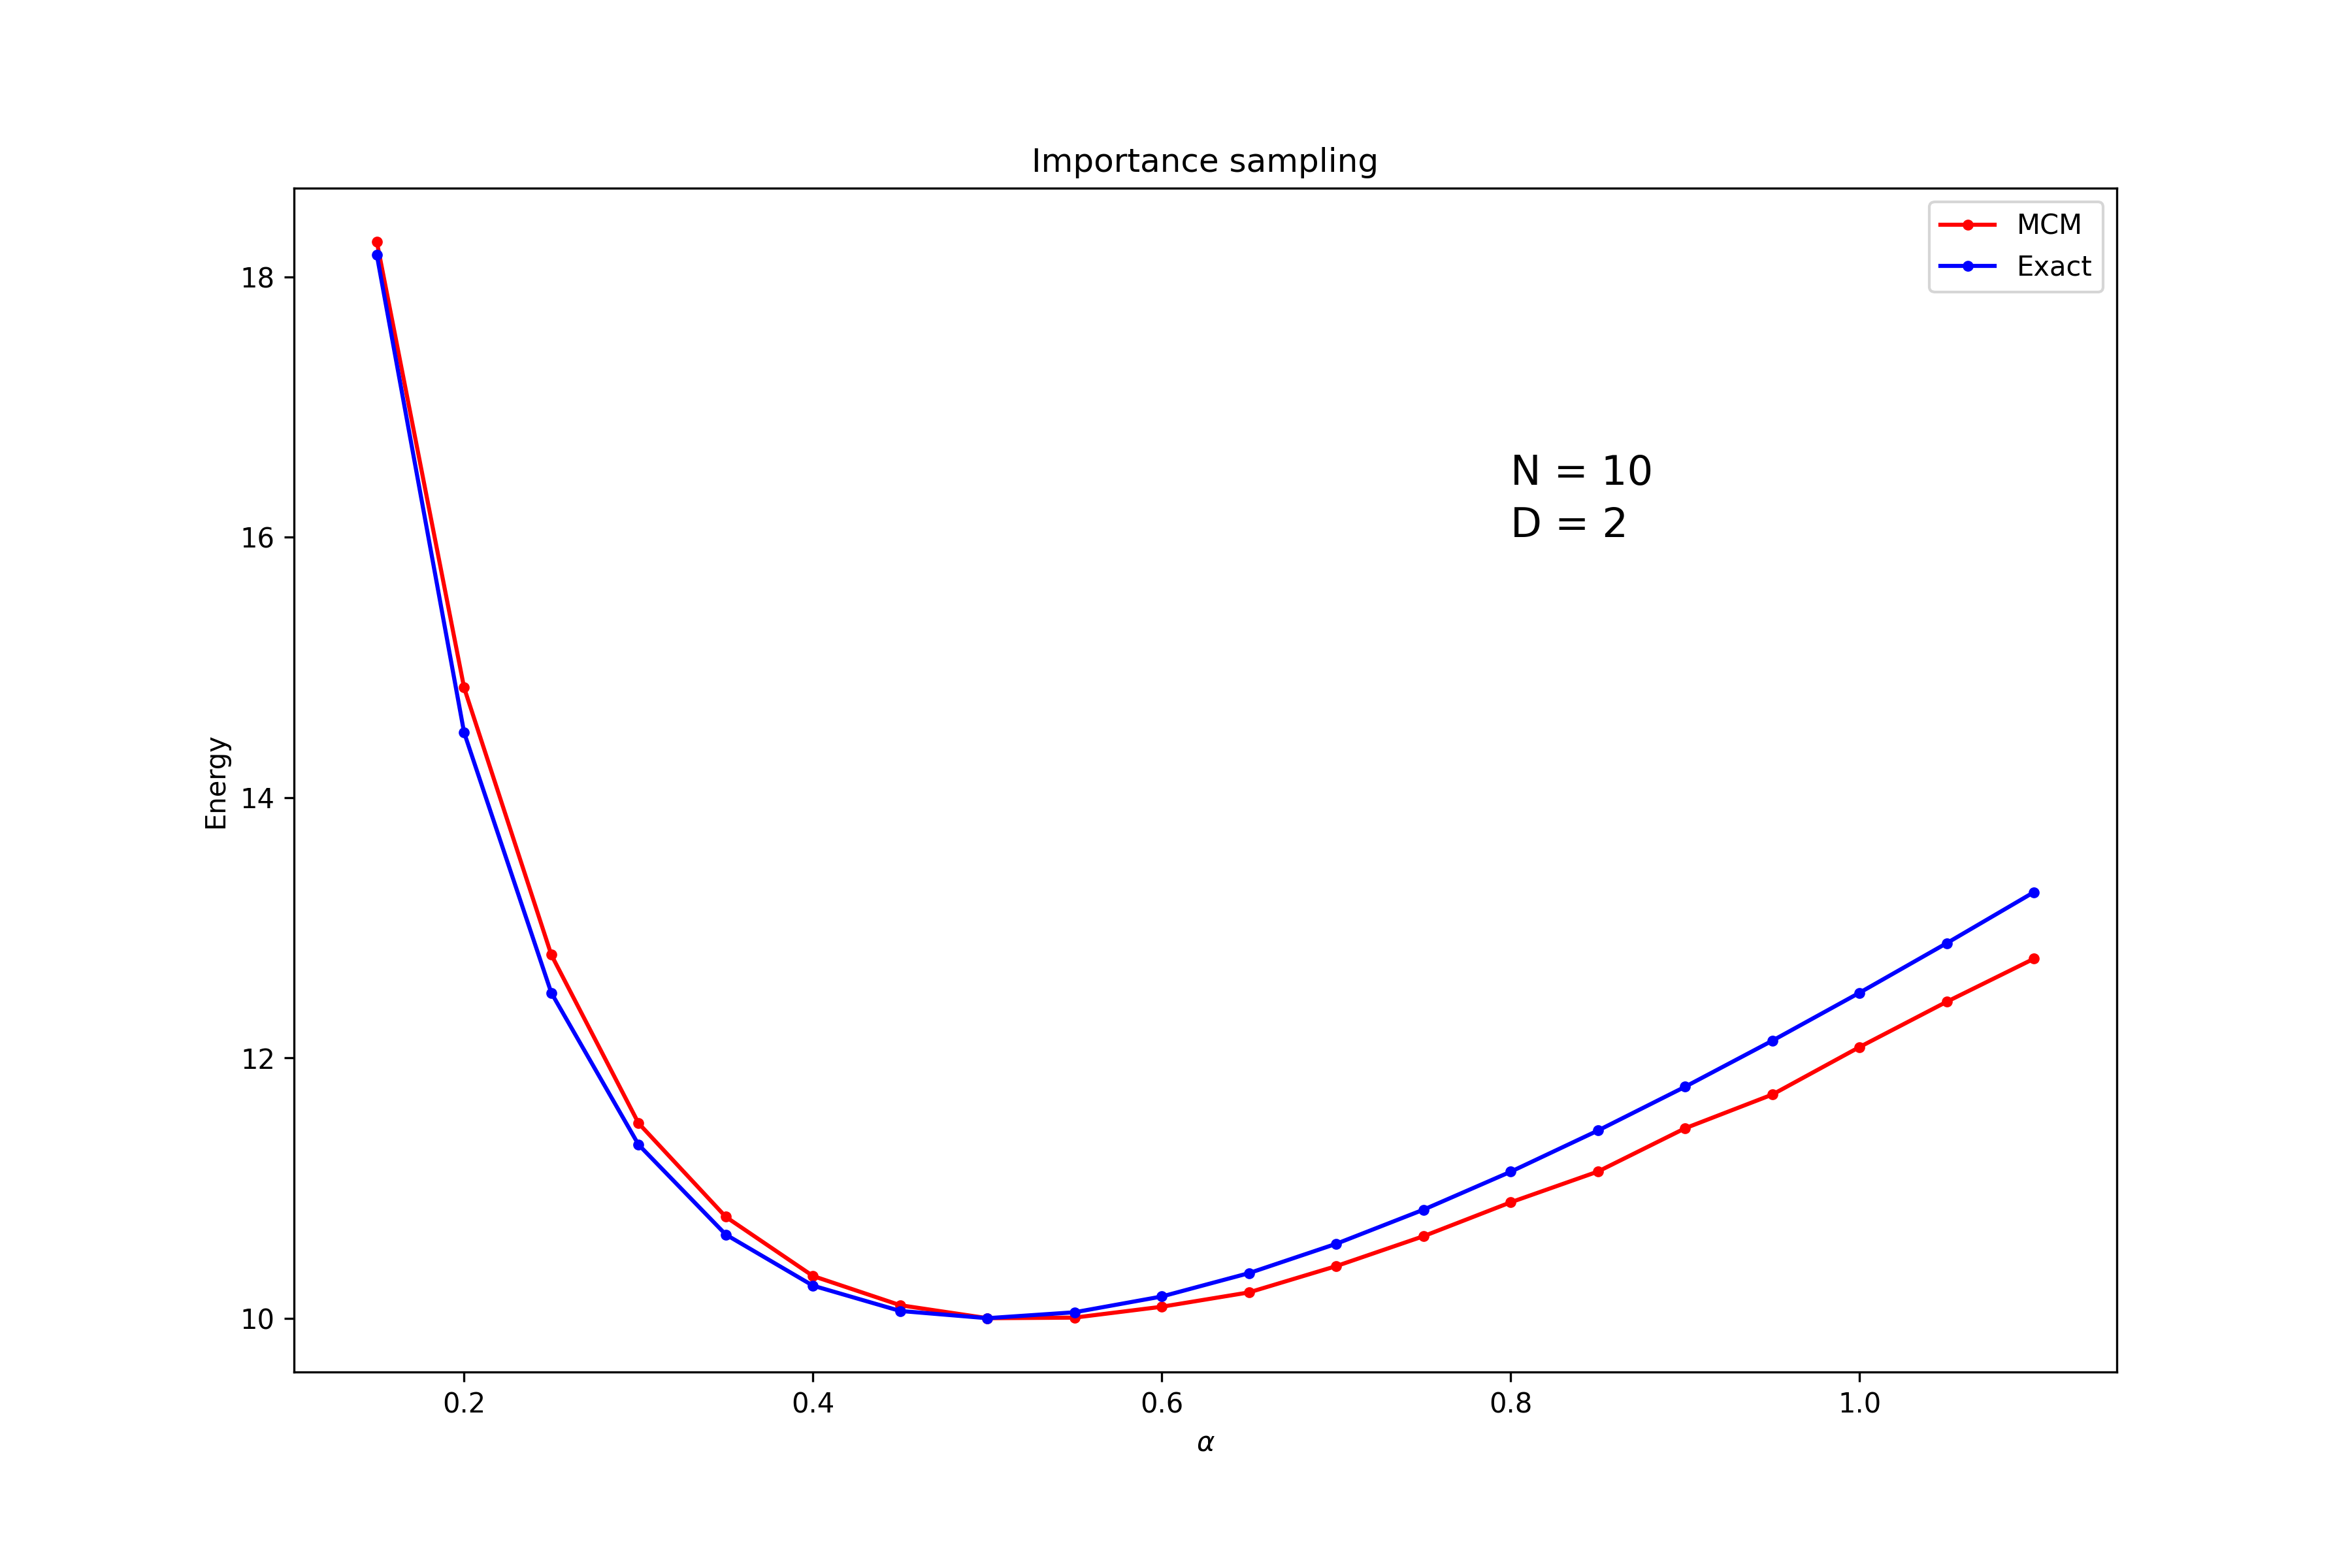 Importance sampling
MCM
Exact
N = 10
D = 2
Energy
18
16
14
12
10
0.2
0.4
0.6
0.8
1.0
α